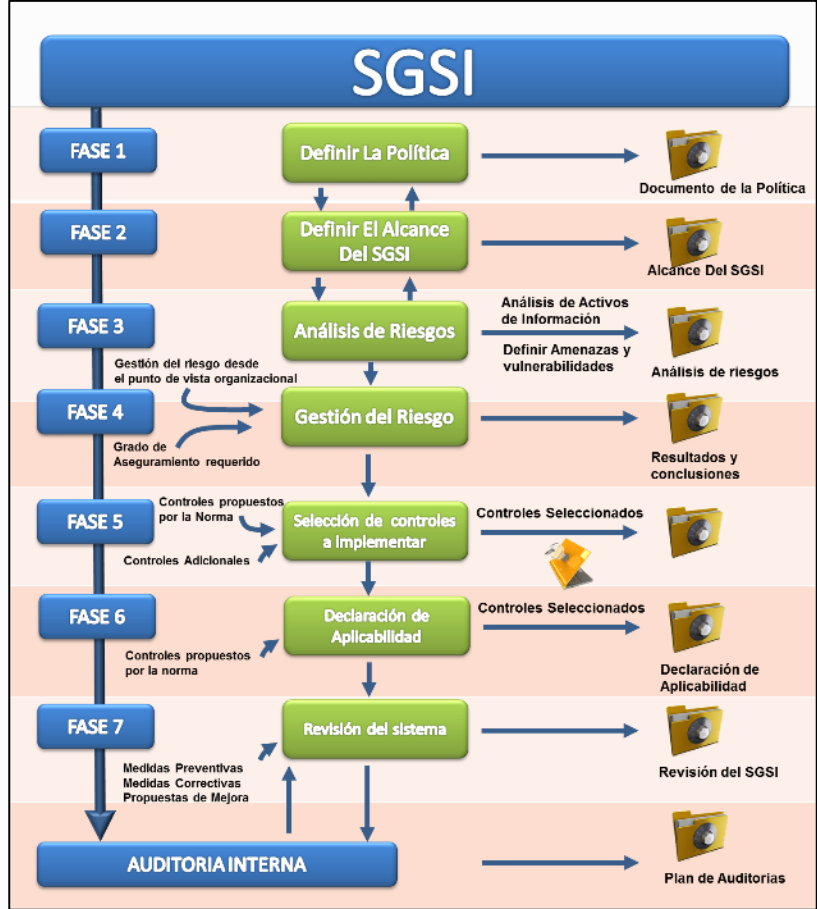 SGSI
FASE 1
Definir La Política
Documento de la Política
FASE 2
Definir El Alcance
Del SGSI
Alcance Del SGSI
FASE 3
Análisis de Riesgos
Análisis de Activos
de Información
Definir Amenazas y
vulnerabilidades
Análisis de riesgos
Gestión del riesgo desde
el punto de vista organizacional
FASE 4
Gestión del Riesgo
Grado de
Aseguramiento requerido
Resultados y
conclusiones
FASE 5
Controles propuestos
por la Norma
Controles Adicionales
Selección de controles
a Implementar
Controles Seleccionados
FASE 6
Declaración de
Aplicabilidad
Controles Seleccionados
Controles propuestos
por la norma
Declaración de
Aplicabilidad
FASE 7
Revisión del sistema
Medidas Preventivas
Medidas Correctivas
Propuestas de Mejora
Revisión del SGSI
AUDITORIA INTERNA
Plan de Auditorias